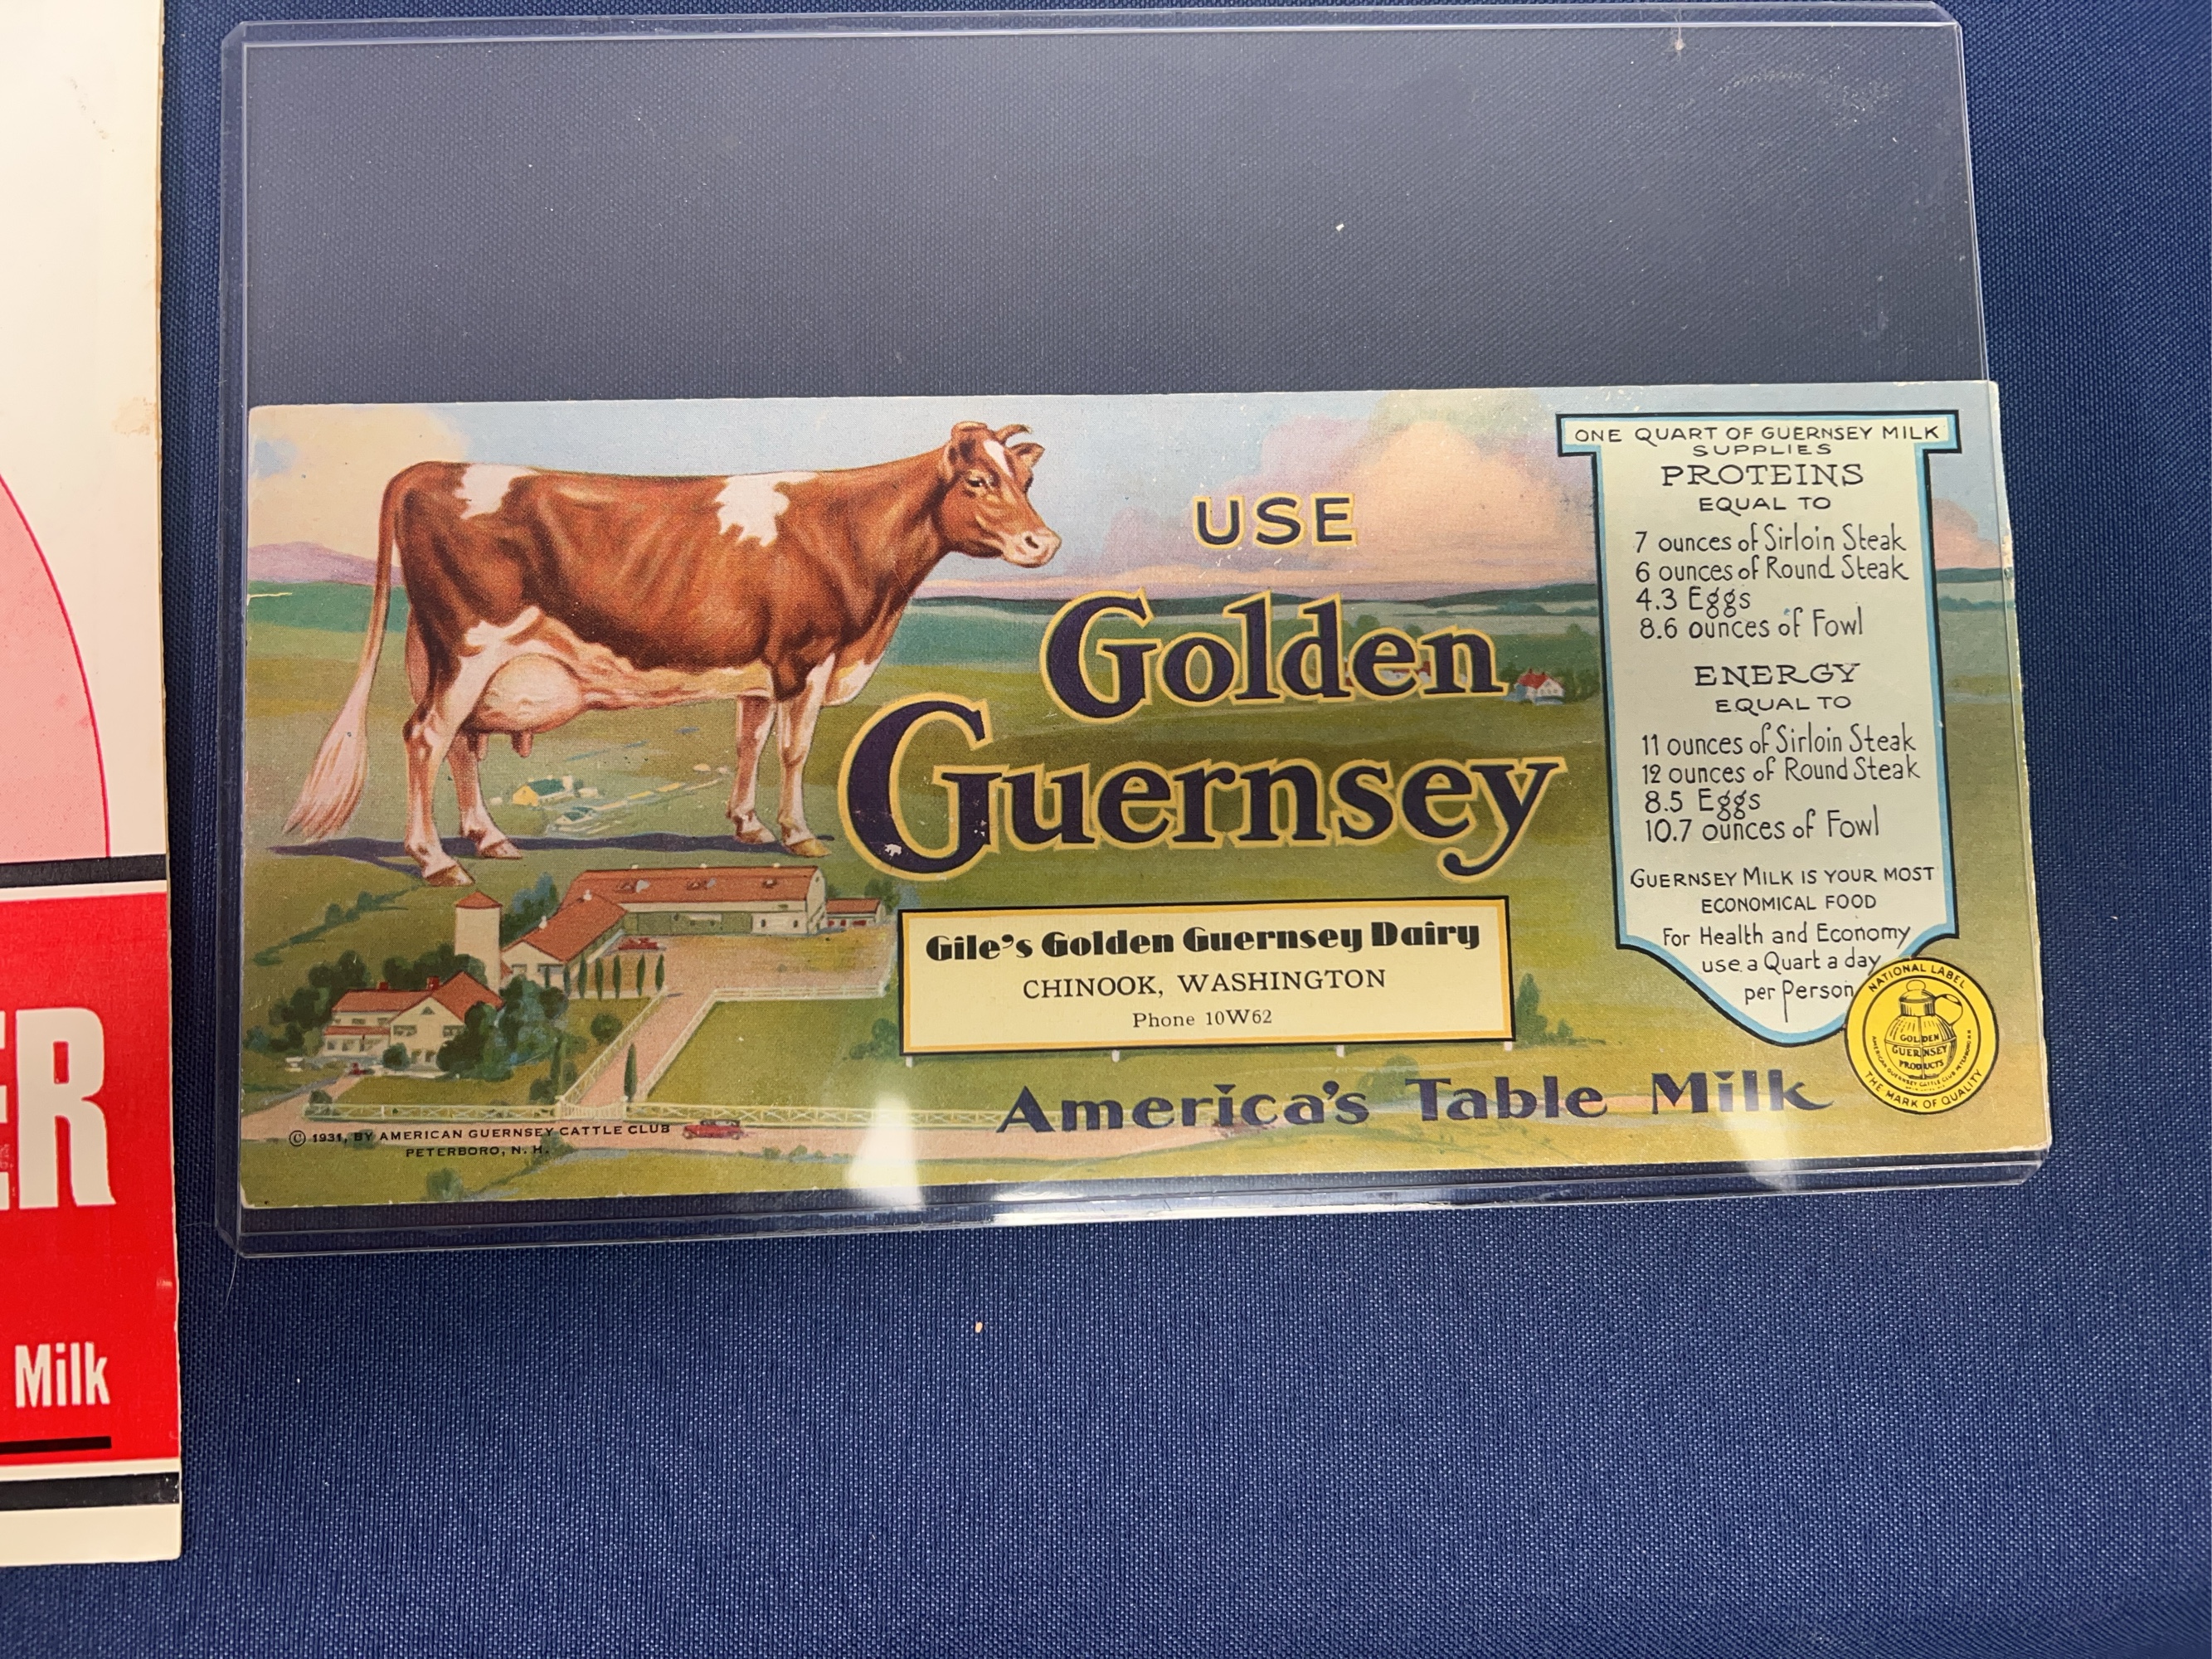 USE
Golden
Guernsey
Gile's Golden Guernsey Dairy
CHINOOK, WASHINGTON
Phone 10W62
America's Table Milk
© 1931, BY AMERICAN GUERNSEY CATTLE CLUB
PETERBORO, N. H.
ONE QUART OF GUERNSEY MILK
SUPPLIES
PROTEINS
EQUAL TO
7 ounces of Sirloin Steak
6 ounces of Round Steak
4.3 Eggs
8.6 ounces of Fowl
ENERGY
EQUAL TO
11 ounces of Sirloin Steak
12 ounces of Round Steak
8.5 Eggs
10.7 ounces of Fowl
GUERNSEY MILK IS YOUR MOST
ECONOMICAL FOOD
For Health and Economy
use a Quart a day
per Person
NATIONAL LABEL
GOLDEN
GUERNSEY
PRODUCTS
THE MARK OF QUALITY
ER
Milk